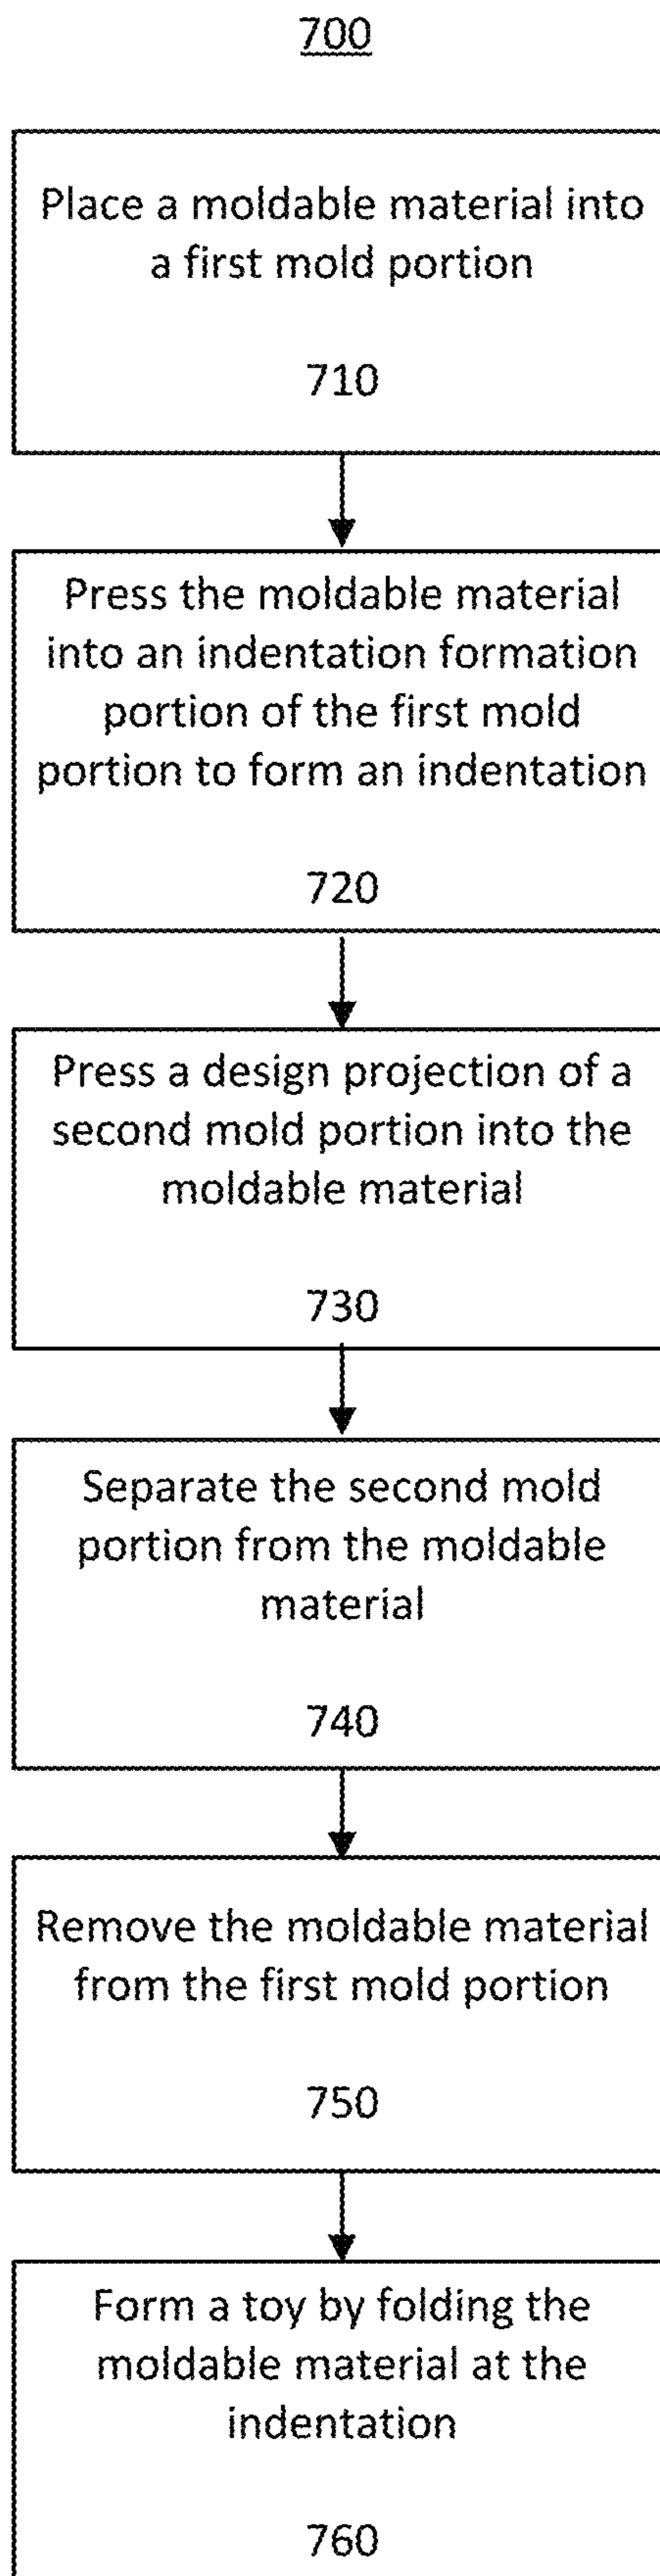 700
Place a moldable material into
a first mold portion
710
Press the moldable material
into an indentation formation
portion of the first mold
portion to form an indentation
720
Press a design projection of a
second mold portion into the
moldable material
730
Separate the second mold
portion from the moldable
material
740
Remove the moldable material
from the first mold portion
750
Form a toy by folding the
moldable material at the
indentation
760